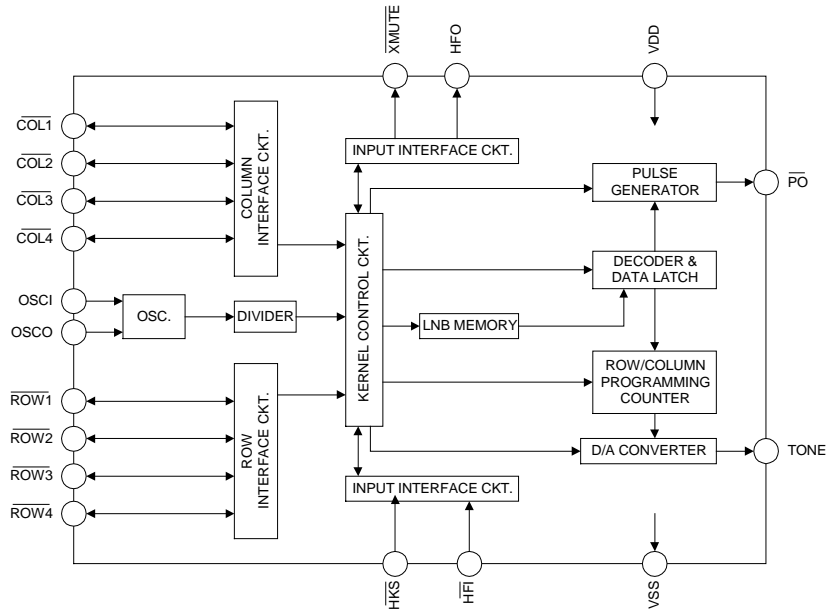 XMUTE
HFO
VDD
COL1
COL2
COL3
COL4
COLUMN
INTERFACE CKT.
INPUT INTERFACE CKT.
PULSE
GENERATOR
PO
KERNEL CONTROL CKT.
DECODER &
DATA LATCH
OSCI
OSCO
OSC.
DIVIDER
LNB MEMORY
ROW/COLUMN
PROGRAMMING
COUNTER
ROW1
ROW2
ROW3
ROW4
ROW
INTERFACE CKT.
D/A CONVERTER
TONE
INPUT INTERFACE CKT.
HKS
HFI
VSS